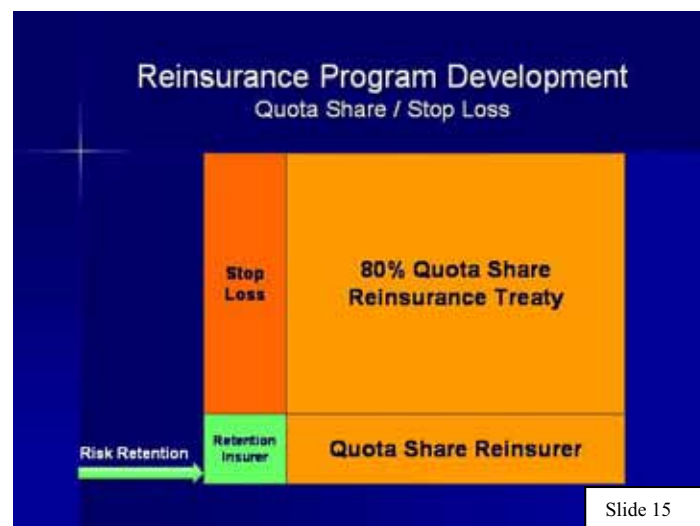 Reinsurance Program Development
Quota Share / Stop Loss
Stop
Loss
80% Quota Share
Reinsurance Treaty
Risk Retention
Retention
Insurer
Quota Share Reinsurer
Slide 15